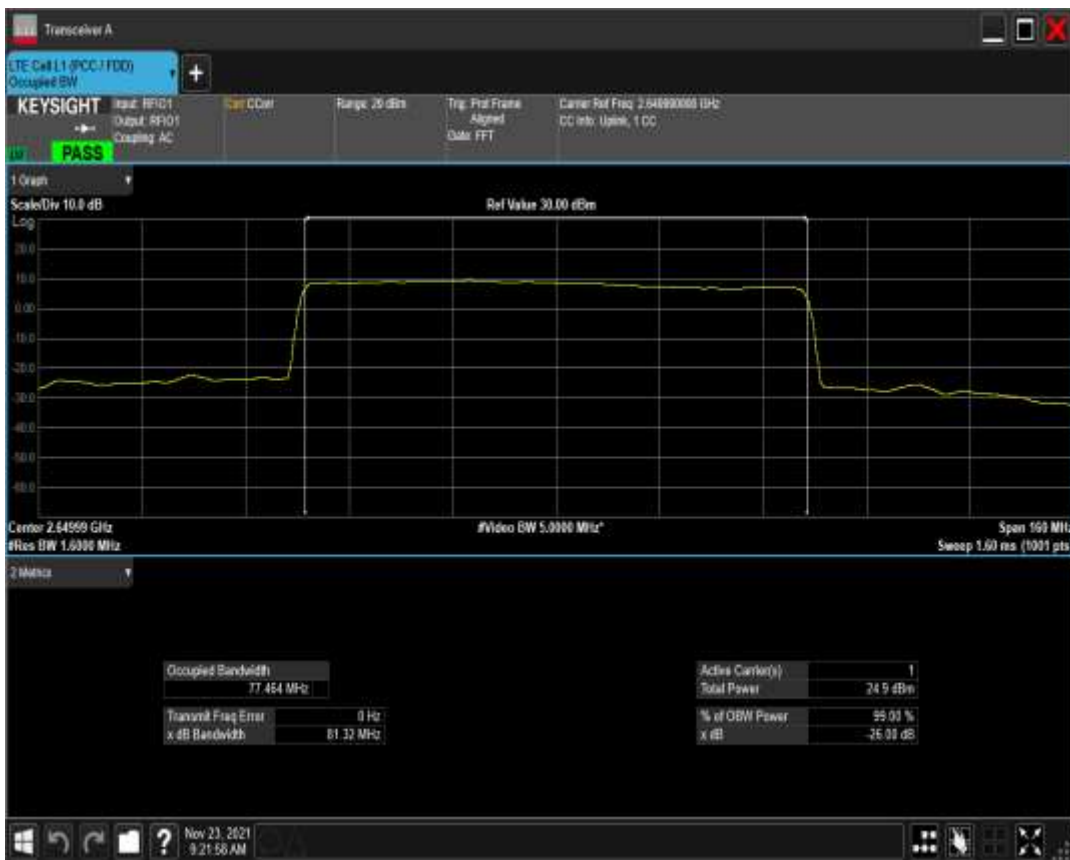 Transceiver A
LTE Cell L1 (PCC / FDD)
Occupied BW
+
KEYSIGHT Input: RFIO1 Corr CCorr Range: 20 dBm Trig: Prd Frame Carrier Ref Freq: 2.649990000 GHz
Output: RFIO1 Aligned CC Info: Uplink, 1 CC
Coupling: AC Gate: FFT
PASS
1 Graph
Scale/Div 10.0 dB Ref Value 30.00 dBm
Log
20.0
10.0
0.00
-10.0
-20.0
-30.0
-40.0
-50.0
-60.0
Center 2.64999 GHz #Video BW 5.0000 MHz* Span 160 MHz
#Res BW 1.6000 MHz Sweep 1.60 ms (1001 pts
2 Metrics
Occupied Bandwidth
77.464 MHz
Active Carrier(s) 1
Total Power 24.9 dBm
Transmit Freq Error 0 Hz
x dB Bandwidth 81.32 MHz
% of OBW Power 99.00 %
x dB -26.00 dB
? Nov 23, 2021
9:21:58 AM